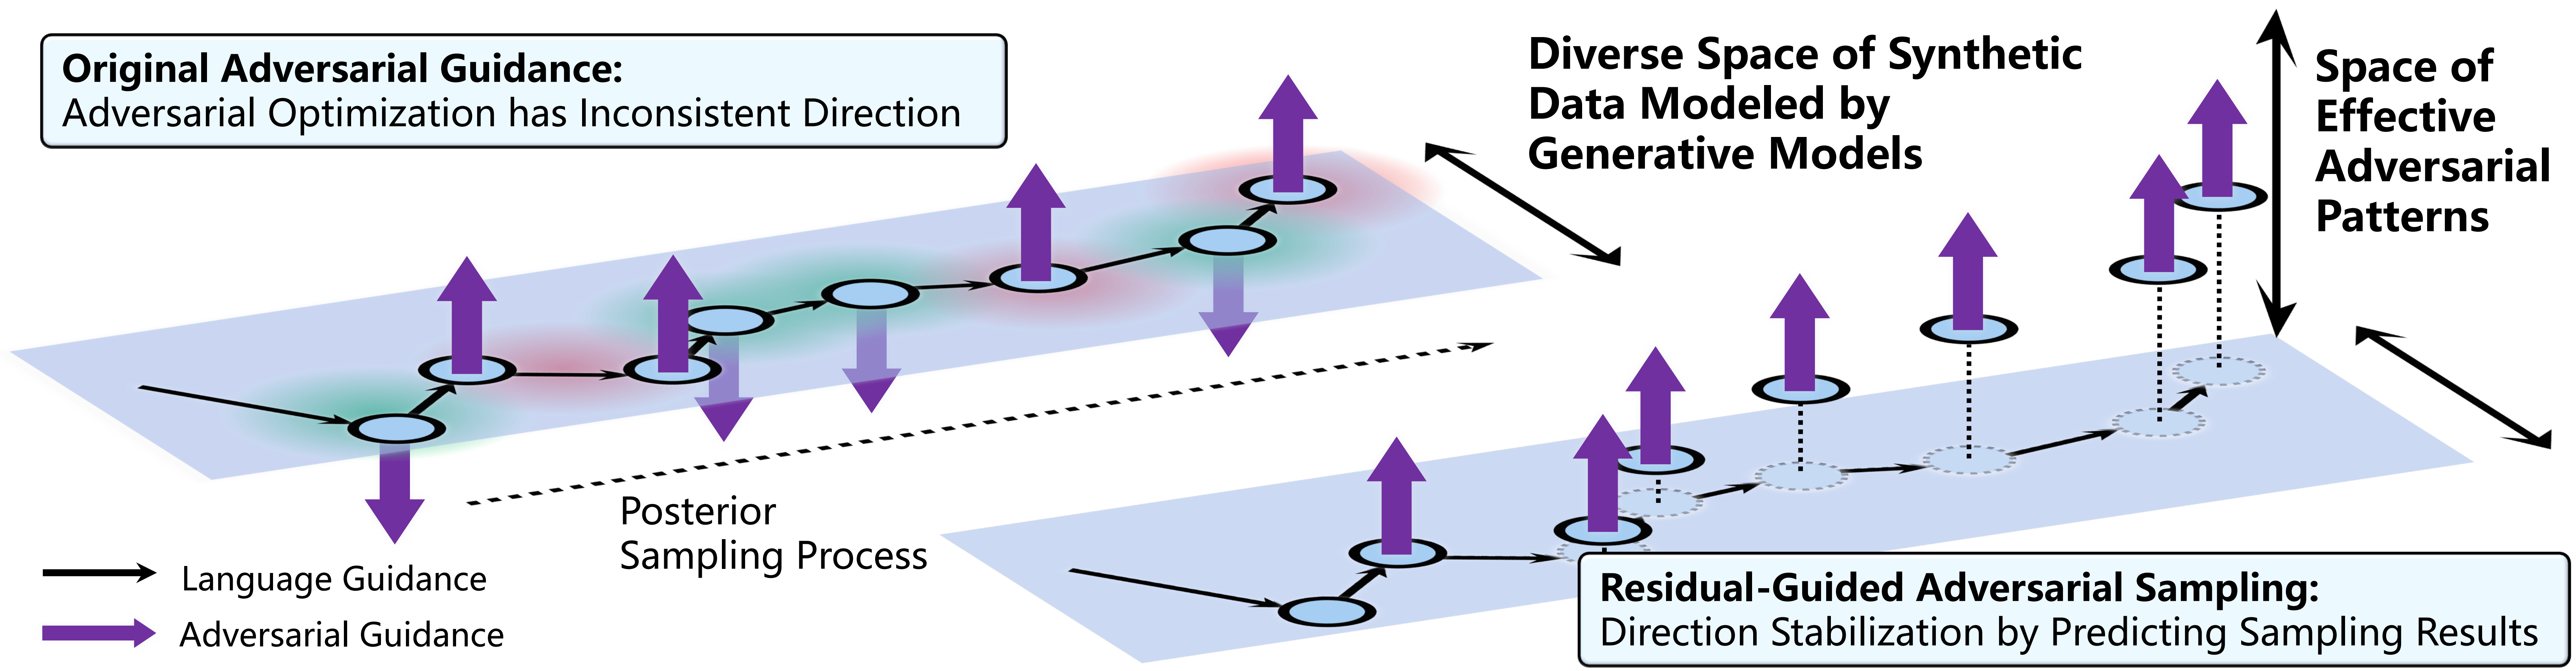 Original Adversarial Guidance:
Adversarial Optimization has Inconsistent Direction
Diverse Space of Synthetic
Data Modeled by
Generative Models
Space of
Effective
Adversarial
Patterns
Posterior
Sampling Process
Language Guidance
Adversarial Guidance
Residual-Guided Adversarial Sampling:
Direction Stabilization by Predicting Sampling Results